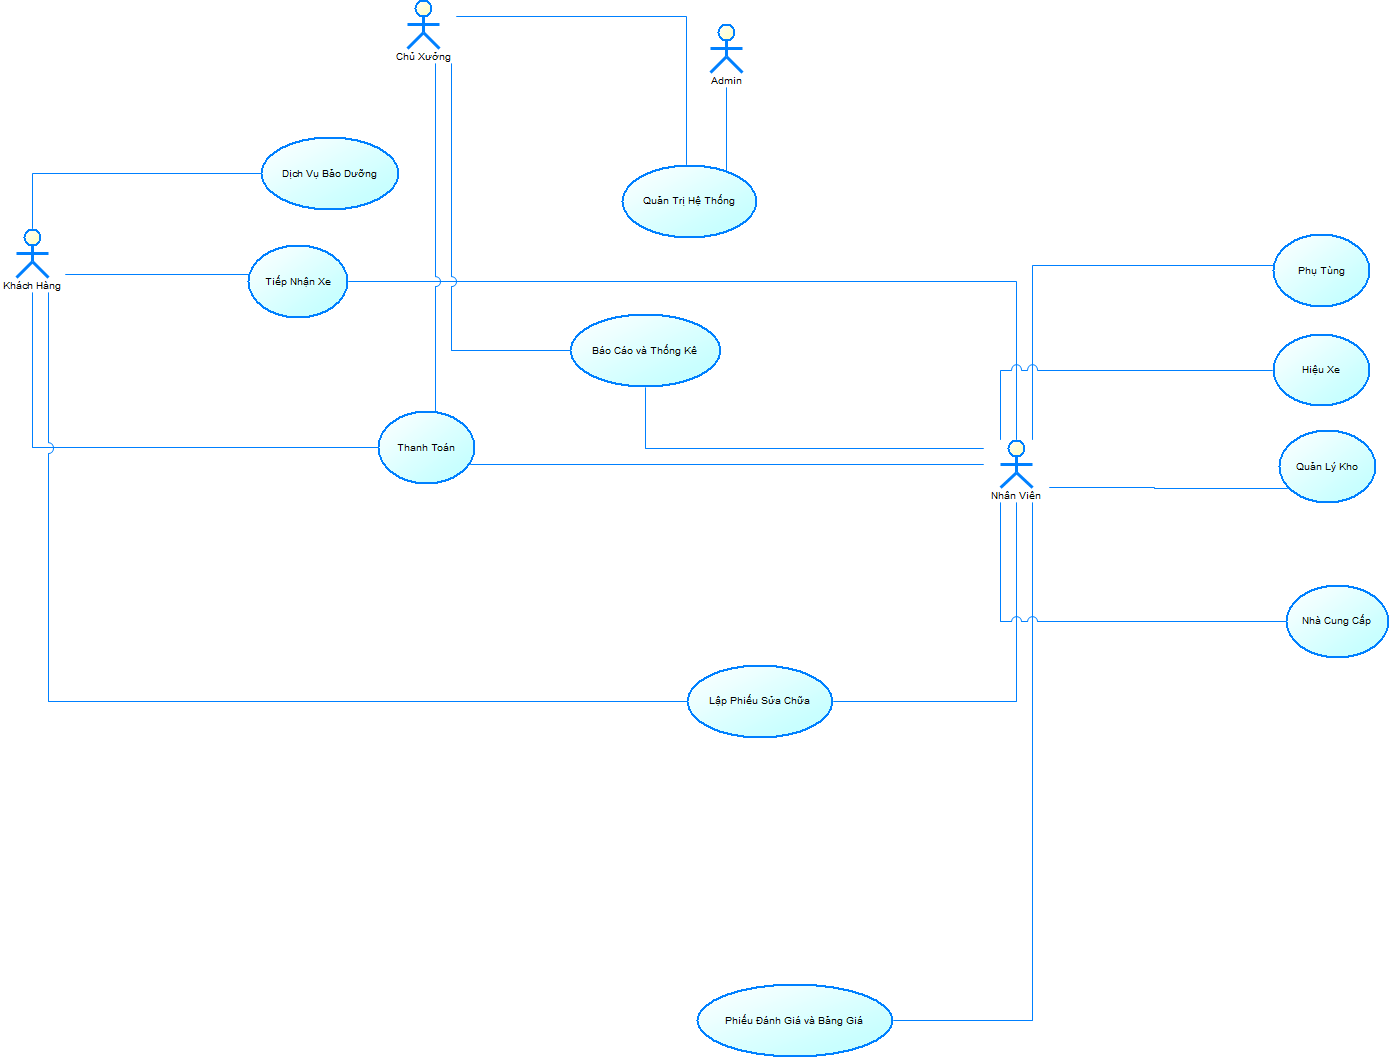 Chủ Xưởng
Admin
Dịch Vụ Bảo Dưỡng
Quản Trị Hệ Thống
Khách Hàng
Tiếp Nhận Xe
Phụ Tùng
Báo Cáo và Thống Kê
Hiệu Xe
Thanh Toán
Nhân Viên
Quản Lý Kho
Nhà Cung Cấp
Lập Phiếu Sửa Chữa
Phiếu Đánh Giá và Bảng Giá